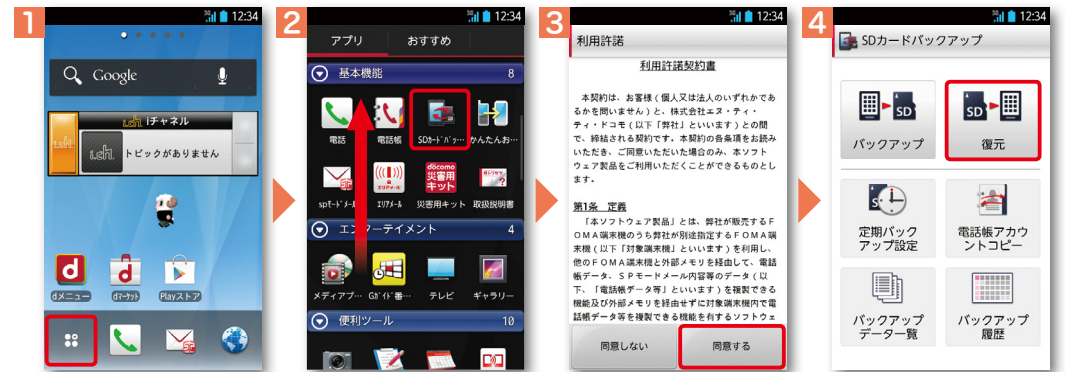 1
12:34
Google
i.ch iチャネル
i.ch
i.ch
トピックがありません
dメニュー
dマーケット
Playストア
2
12:34
アプリ
おすすめ
基本機能
8
電話
電話帳
SDカードバッ…
かんたんお…
spモードメール
エリアメール
災害用キット
取扱説明書
docomo
災害用
キット
エリアメール
エンターテイメント
4
メディアプ…
Gガイド番…
テレビ
ギャラリー
便利ツール
10
3
12:34
利用許諾
利用許諾契約書
本契約は、お客様(個人又は法人のいずれかであ
るかを問いません)と、株式会社エヌ・ティ・
ティ・ドコモ(以下「弊社」といいます)との間
で、締結される契約です。本契約の各条項をお読み
いただき、ご同意いただいた場合のみ、本ソフト
ウェア製品をご利用いただくことができるものとし
ます。
第1条 定義
「本ソフトウェア製品」とは、弊社が販売するF
OMA端末機のうち弊社が別途指定するFOMA端
末機(以下「対象端末機」といいます)を利用し、
他のFOMA端末機と外部メモリを経由して、電話
帳データ、SPモードメール内容等のデータ(以
下、「電話帳データ等」といいます)を複製できる
機能及び外部メモリを経由せずに対象端末機内で電
話帳データ等を複製できる機能を有するソフトウェ
同意しない
同意する
4
12:34
SDカードバックアップ
SD
バックアップ
SD
復元
定期バック
アップ設定
電話帳アカウ
ントコピー
バックアップ
データ一覧
バックアップ
履歴